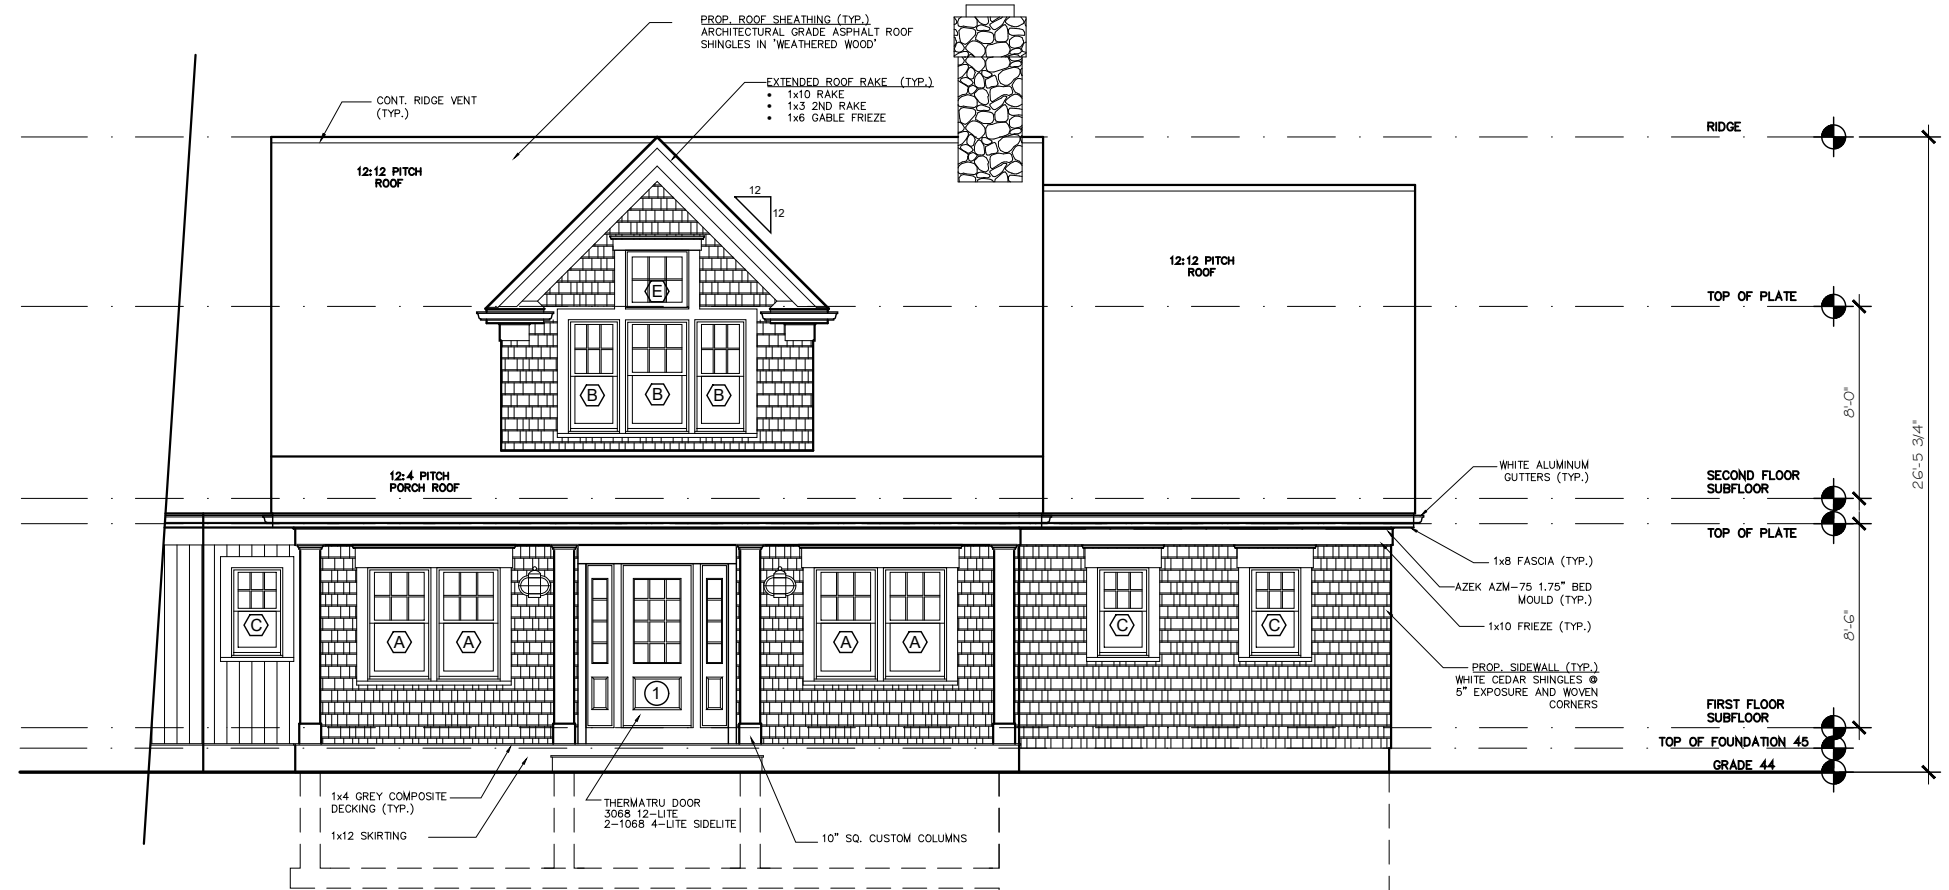 PROP. ROOF SHEATHING (TYP.)
ARCHITECTURAL GRADE ASPHALT ROOF
SHINGLES IN 'WEATHERED WOOD'
EXTENDED ROOF RAKE (TYP.)
• 1x10 RAKE
• 1x3 2ND RAKE
• 1x6 GABLE FRIEZE
CONT. RIDGE VENT
(TYP.)
RIDGE
12:12 PITCH
ROOF
12
12
12:12 PITCH
ROOF
E
TOP OF PLATE
B
B
B
8'-0"
26'-5 3/4"
12:4 PITCH
PORCH ROOF
WHITE ALUMINUM
GUTTERS (TYP.)
SECOND FLOOR
SUBFLOOR
TOP OF PLATE
1x8 FASCIA (TYP.)
AZEK AZM-75 1.75" BED
MOULD (TYP.)
1x10 FRIEZE (TYP.)
8'-6"
C
A
A
A
A
C
C
PROP. SIDEWALL (TYP.)
WHITE CEDAR SHINGLES @
5" EXPOSURE AND WOVEN
CORNERS
1
FIRST FLOOR
SUBFLOOR
TOP OF FOUNDATION 45
GRADE 44
1x4 GREY COMPOSITE
DECKING (TYP.)
1x12 SKIRTING
THERMATRU DOOR
3068 12-LITE
2-1068 4-LITE SIDELITE
10" SQ. CUSTOM COLUMNS